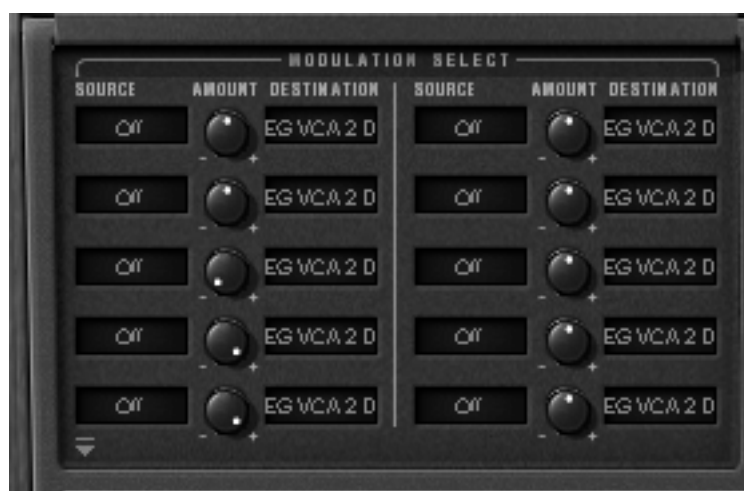 MODULATION SELECT
SOURCE AMOUNT DESTINATION SOURCE AMOUNT DESTINATION
Off EG VCA 2 D Off EG VCA 2 D
- + - +
Off EG VCA 2 D Off EG VCA 2 D
- + - +
Off EG VCA 2 D Off EG VCA 2 D
- + - +
Off EG VCA 2 D Off EG VCA 2 D
- + - +
Off EG VCA 2 D Off EG VCA 2 D
- + - +